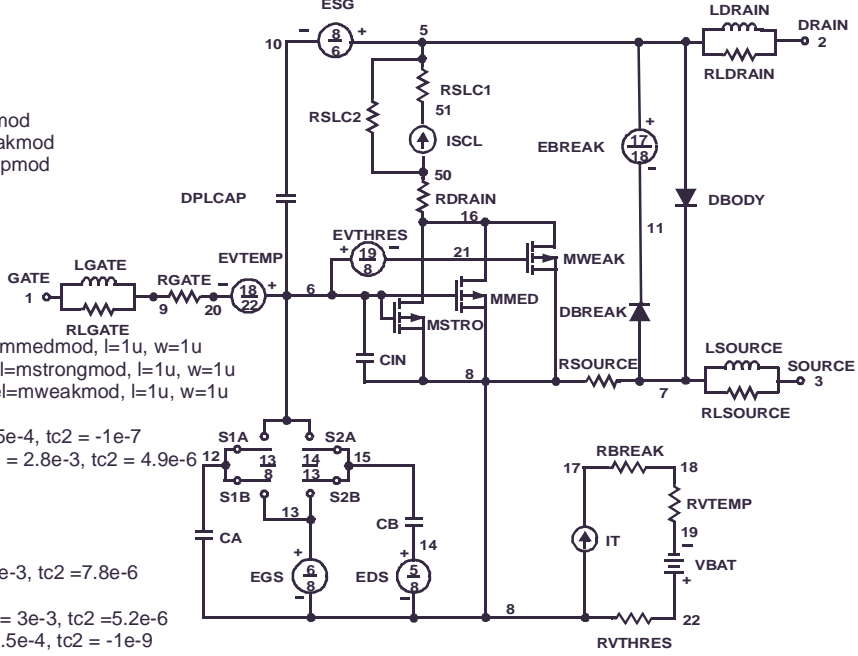 ESG
LDRAIN
DRAIN
2
RLDRAIN
10
−
8
6
+
5
mod
akmod
pmod
RSLC1
51
RSLC2
ISCL
+
17
18
−
EBREAK
50
RDRAIN
DPLCAP
DBODY
16
EVTHRES
+
19
8
−
21
11
MWEAK
EVTEMP
LGATE
GATE
1
RGATE
−
18
22
+
6
9
20
MMED
MSTRO
DBREAK
RLGATE
mmedmod, l=1u, w=1u
l=mstrongmod, l=1u, w=1u
el=mweakmod, l=1u, w=1u
CIN
8
RSOURCE
7
LSOURCE
SOURCE
3
RLSOURCE
5e-4, tc2 = -1e-7
= 2.8e-3, tc2 = 4.9e-6
S1A
S2A
12
13
8
14
13
15
S1B
S2B
13
CA
CB
14
RBREAK
17
18
RVTEMP
19
−
IT
VBAT
+
e-3, tc2 =7.8e-6
+
EGS
6
8
−
+
EDS
5
8
−
= 3e-3, tc2 =5.2e-6
.5e-4, tc2 = -1e-9
8
22
RVTHRES